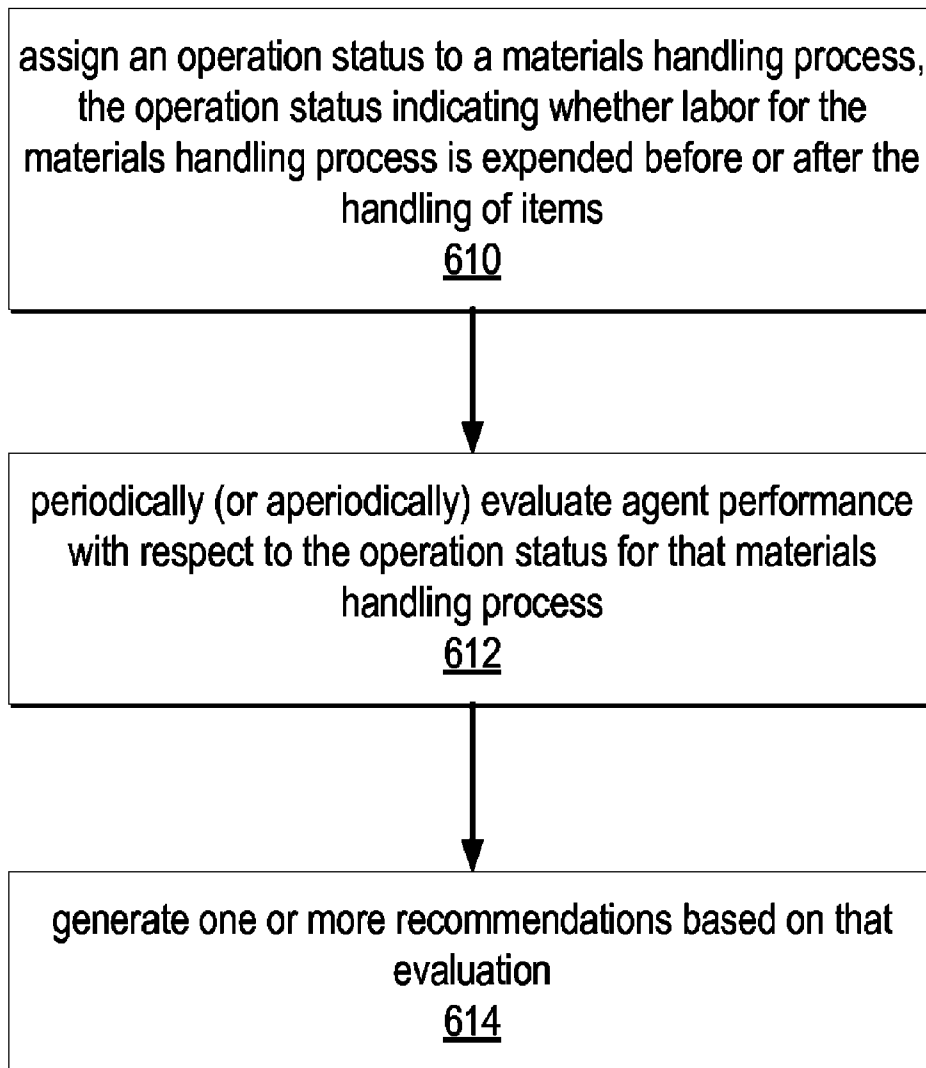 assign an operation status to a materials handling process,
the operation status indicating whether labor for the
materials handling process is expended before or after the
handling of items
610
periodically (or aperiodically) evaluate agent performance
with respect to the operation status for that materials
handling process
612
generate one or more recommendations based on that
evaluation
614